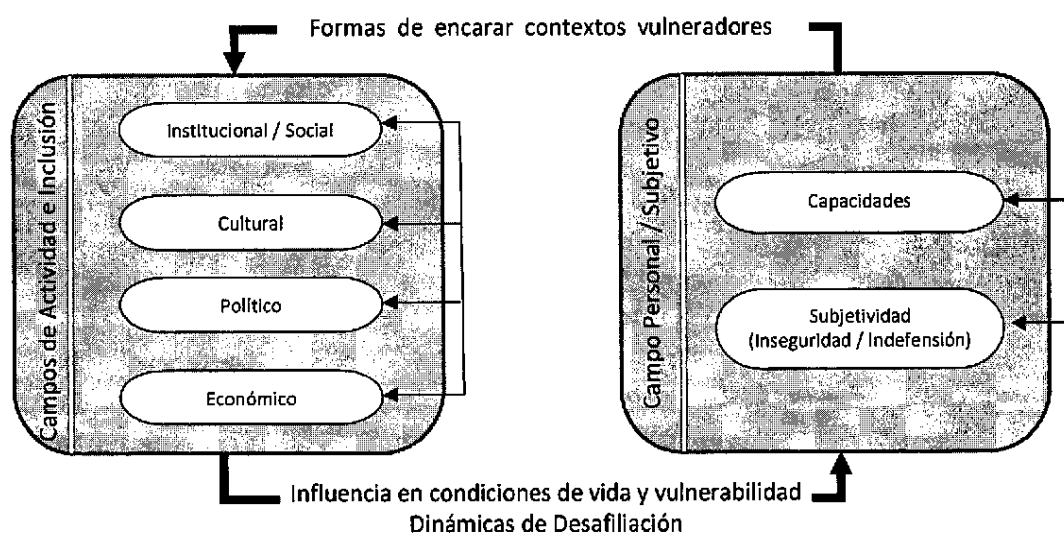 Formas de encarar contextos vulneradores
Campos de Actividad e Inclusión
Institucional / Social
Cultural
Político
Económico
Campo Personal / Subjetivo
Capacidades
Subjetividad
(Inseguridad / Indefensión)
Influencia en condiciones de vida y vulnerabilidad
Dinámicas de Desafiliación